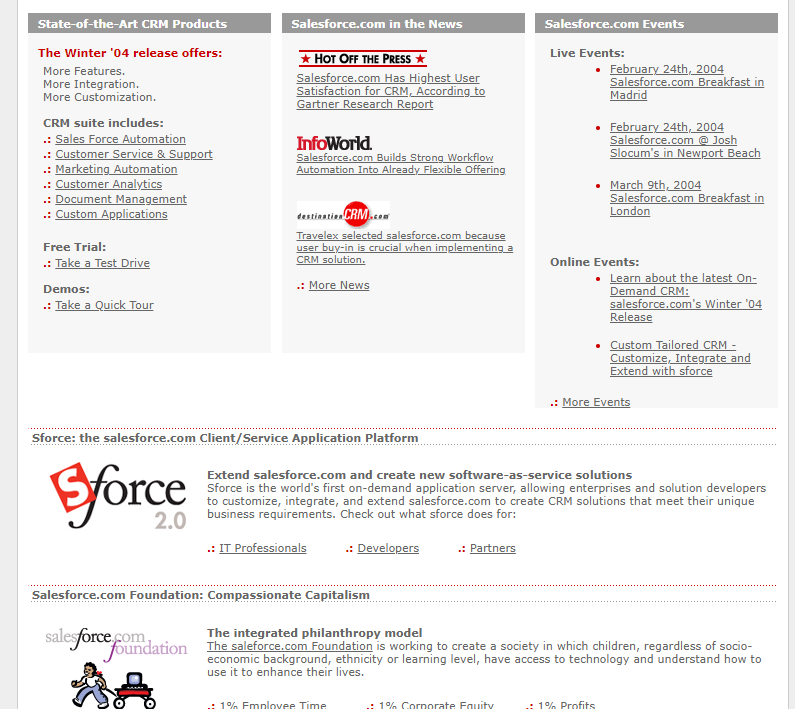 State-of-the-Art CRM Products
The Winter '04 release offers:
More Features.
More Integration.
More Customization.
CRM suite includes:
.: Sales Force Automation
.: Customer Service & Support
.: Marketing Automation
.: Customer Analytics
.: Document Management
.: Custom Applications
Free Trial:
.: Take a Test Drive
Demos:
.: Take a Quick Tour
Salesforce.com in the News
★ HOT OFF THE PRESS ★
Salesforce.com Has Highest User
Satisfaction for CRM, According to
Gartner Research Report
InfoWorld.
Salesforce.com Builds Strong Workflow
Automation Into Already Flexible Offering
destinationCRM.com
Travelex selected salesforce.com because
user buy-in is crucial when implementing a
CRM solution.
.: More News
Salesforce.com Events
Live Events:
• February 24th, 2004
Salesforce.com Breakfast in
Madrid
• February 24th, 2004
Salesforce.com @ Josh
Slocum's in Newport Beach
• March 9th, 2004
Salesforce.com Breakfast in
London
Online Events:
• Learn about the latest On-
Demand CRM:
salesforce.com's Winter '04
Release
• Custom Tailored CRM -
Customize, Integrate and
Extend with sforce
.: More Events
Sforce: the salesforce.com Client/Service Application Platform
Sforce
2.0
Extend salesforce.com and create new software-as-service solutions
Sforce is the world's first on-demand application server, allowing enterprises and solution developers
to customize, integrate, and extend salesforce.com to create CRM solutions that meet their unique
business requirements. Check out what sforce does for:
.: IT Professionals .: Developers .: Partners
Salesforce.com Foundation: Compassionate Capitalism
salesforce.com
foundation
The integrated philanthropy model
The saleforce.com Foundation is working to create a society in which children, regardless of socio-
economic background, ethnicity or learning level, have access to technology and understand how to
use it to enhance their lives.
.: 1% Employee Time .: 1% Corporate Equity .: 1% Profits